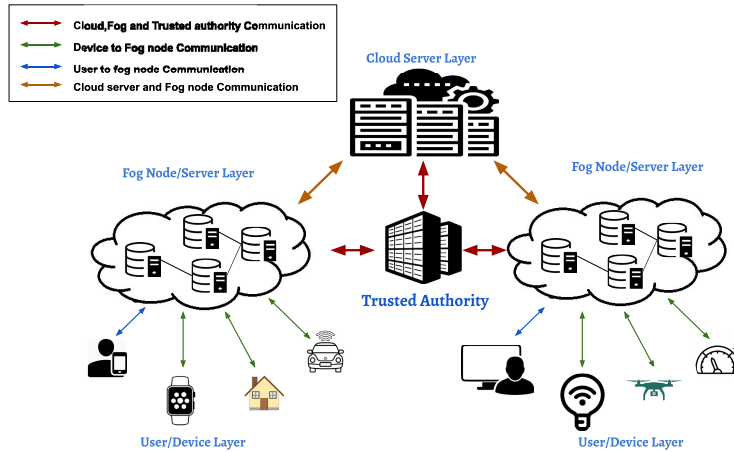 Cloud,Fog and Trusted authority Communication
Device to Fog node Communication
User to fog node Communication
Cloud server and Fog node Communication
Cloud Server Layer
Fog Node/Server Layer
Fog Node/Server Layer
Trusted Authority
User/Device Layer
User/Device Layer